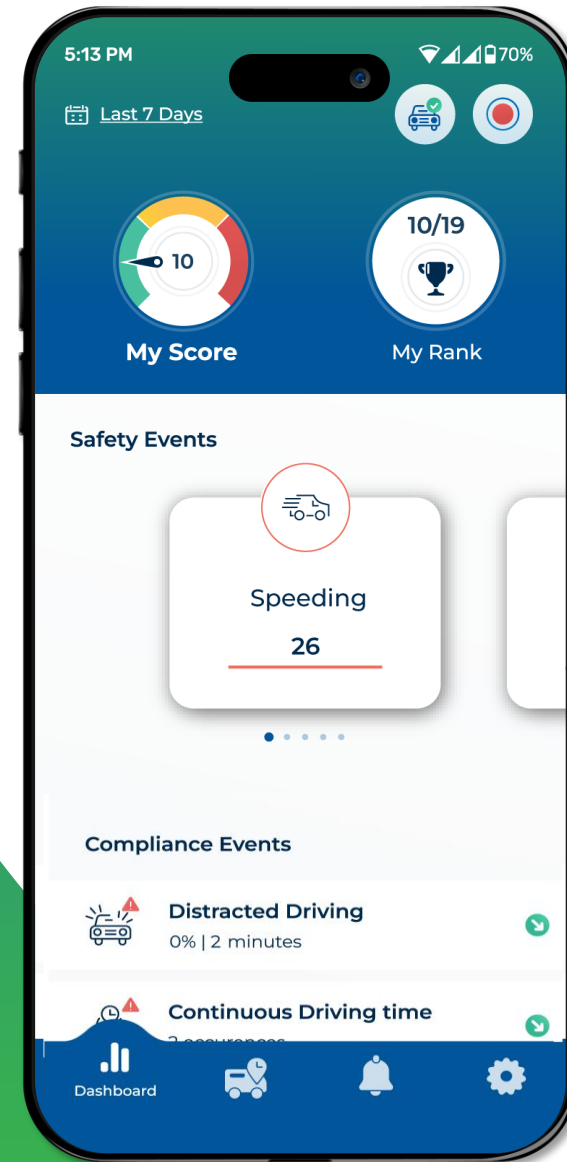 5:13 PM
70%
Last 7 Days
10
10/19
My Score
My Rank
Safety Events
Speeding
26
Compliance Events
Distracted Driving
0% | 2 minutes
Continuous Driving time
Dashboard